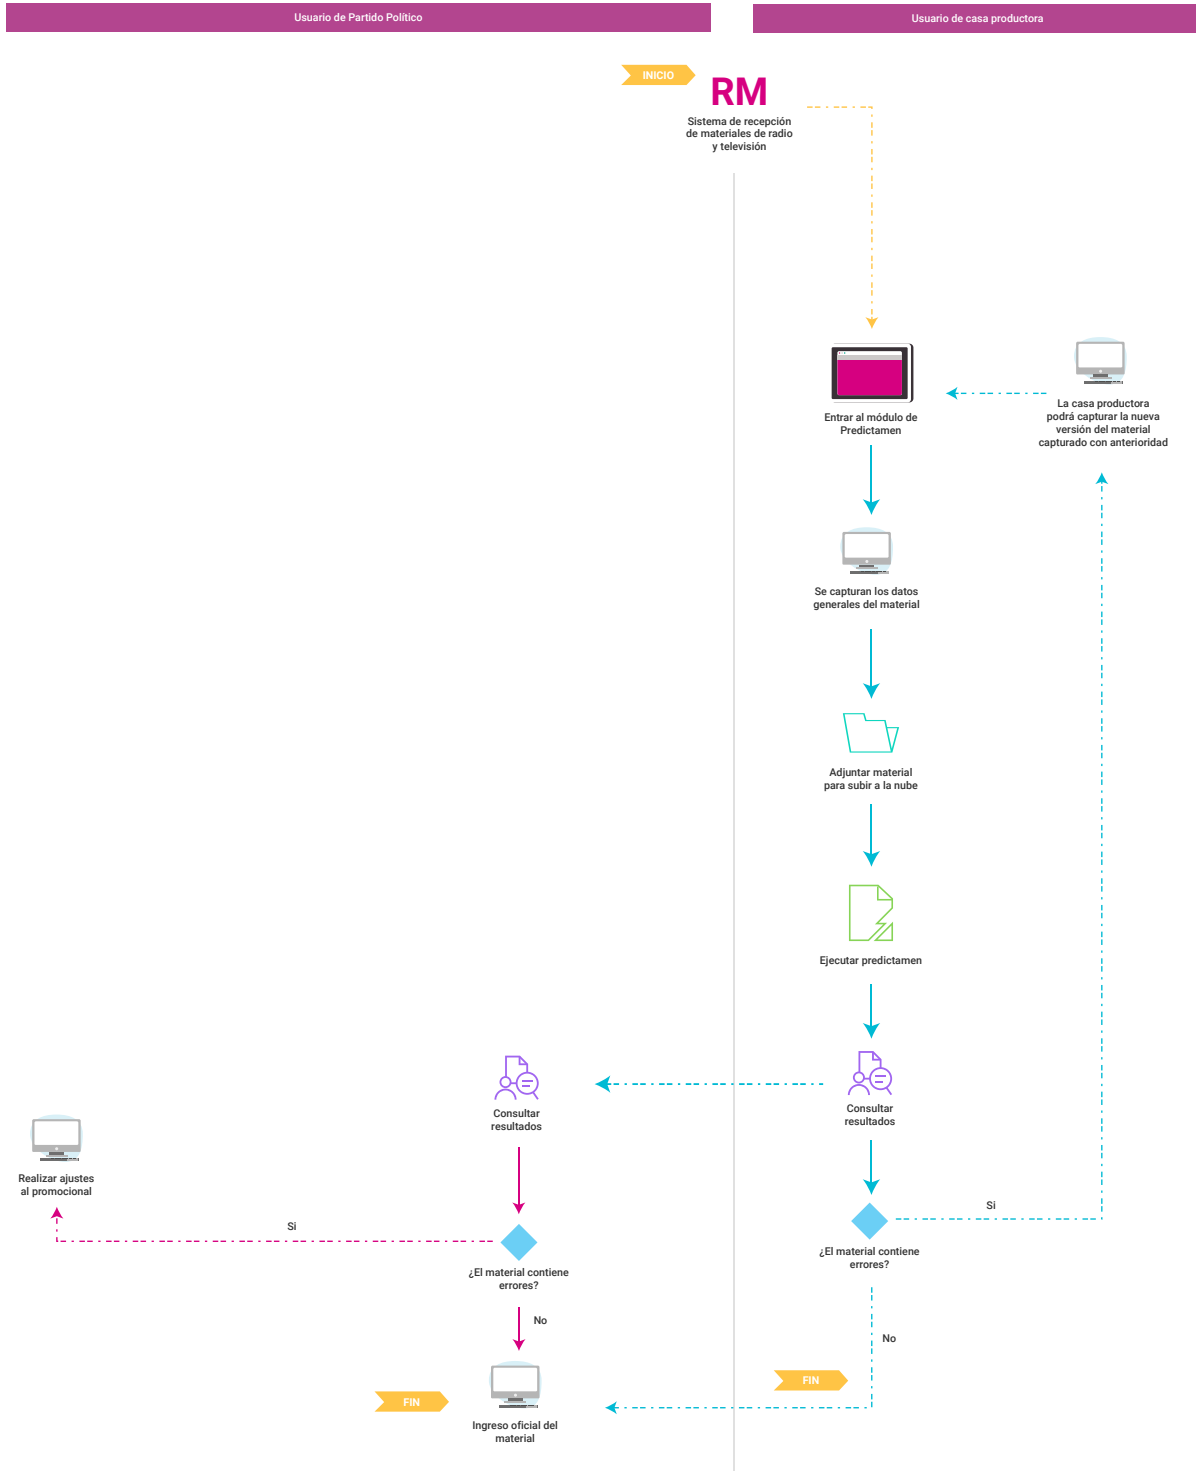 Usuario de Partido Político
Usuario de casa productora
INICIO
RM
Sistema de recepción
de materiales de radio
y televisión
Entrar al módulo de
Predictamen
La casa productora
podrá capturar la nueva
versión del material
capturado con anterioridad
Se capturan los datos
generales del material
Adjuntar material
para subir a la nube
Ejecutar predictamen
Consultar
resultados
Consultar
resultados
Realizar ajustes
al promocional
Si
Si
¿El material contiene
errores?
¿El material contiene
errores?
No
No
FIN
FIN
Ingreso oficial del
material